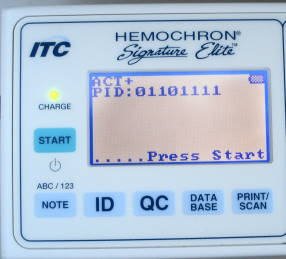 ITC
HEMOCHRON®
Signature Elite™
ACT+
PID:01101111
CHARGE
START
.....Press Start
ABC / 123
NOTE
ID
QC
DATA
BASE
PRINT/
SCAN